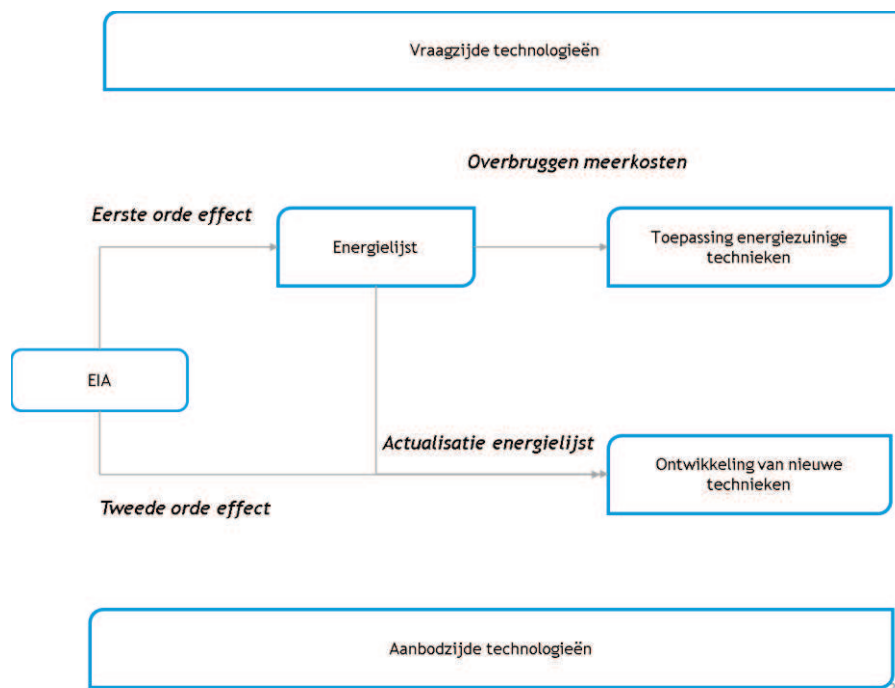 Vraagzijde technologieën
Overbruggen meerkosten
Eerste orde effect
Energielijst
Toepassing energiezuinige
technieken
EIA
Actualisatie energielijst
Ontwikkeling van nieuwe
technieken
Tweede orde effect
Aanbodzijde technologieën